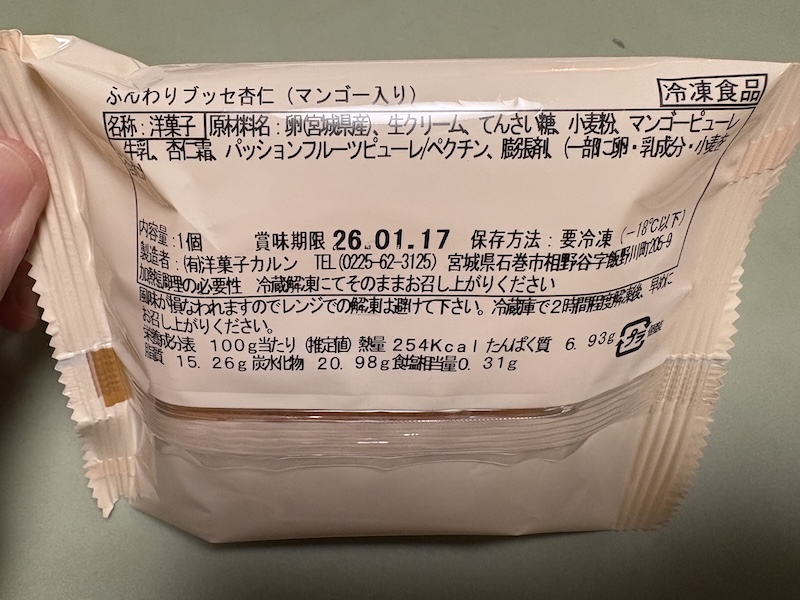 ふんわりブッセ杏仁（マンゴー入り）
冷凍食品
名称：洋菓子 原材料名：卵(宮城県産)、生クリーム、てんさい糖、小麦粉、マンゴーピューレ
牛乳、杏仁霜、パッションフルーツピューレ/ペクチン、膨張剤、(一部に卵・乳成分・小麦を
内容量：1個 賞味期限 26.01.17 保存方法：要冷凍（－18℃以下）
製造者：(有)洋菓子カルン TEL(0225-62-3125) 宮城県石巻市相野谷字飯野川町205-9
加熱調理の必要性 冷蔵解凍にてそのままお召し上がりください
風味が損なわれますのでレンジでの解凍は避けて下さい。冷蔵庫で2時間程度解凍後、早めに
お召し上がりください。
栄養成分表 100g当たり (推定値) 熱量 254Kcal たんぱく質 6.93g
脂質 15.26g 炭水化物 20.98g 食塩相当量0.31g
プラ